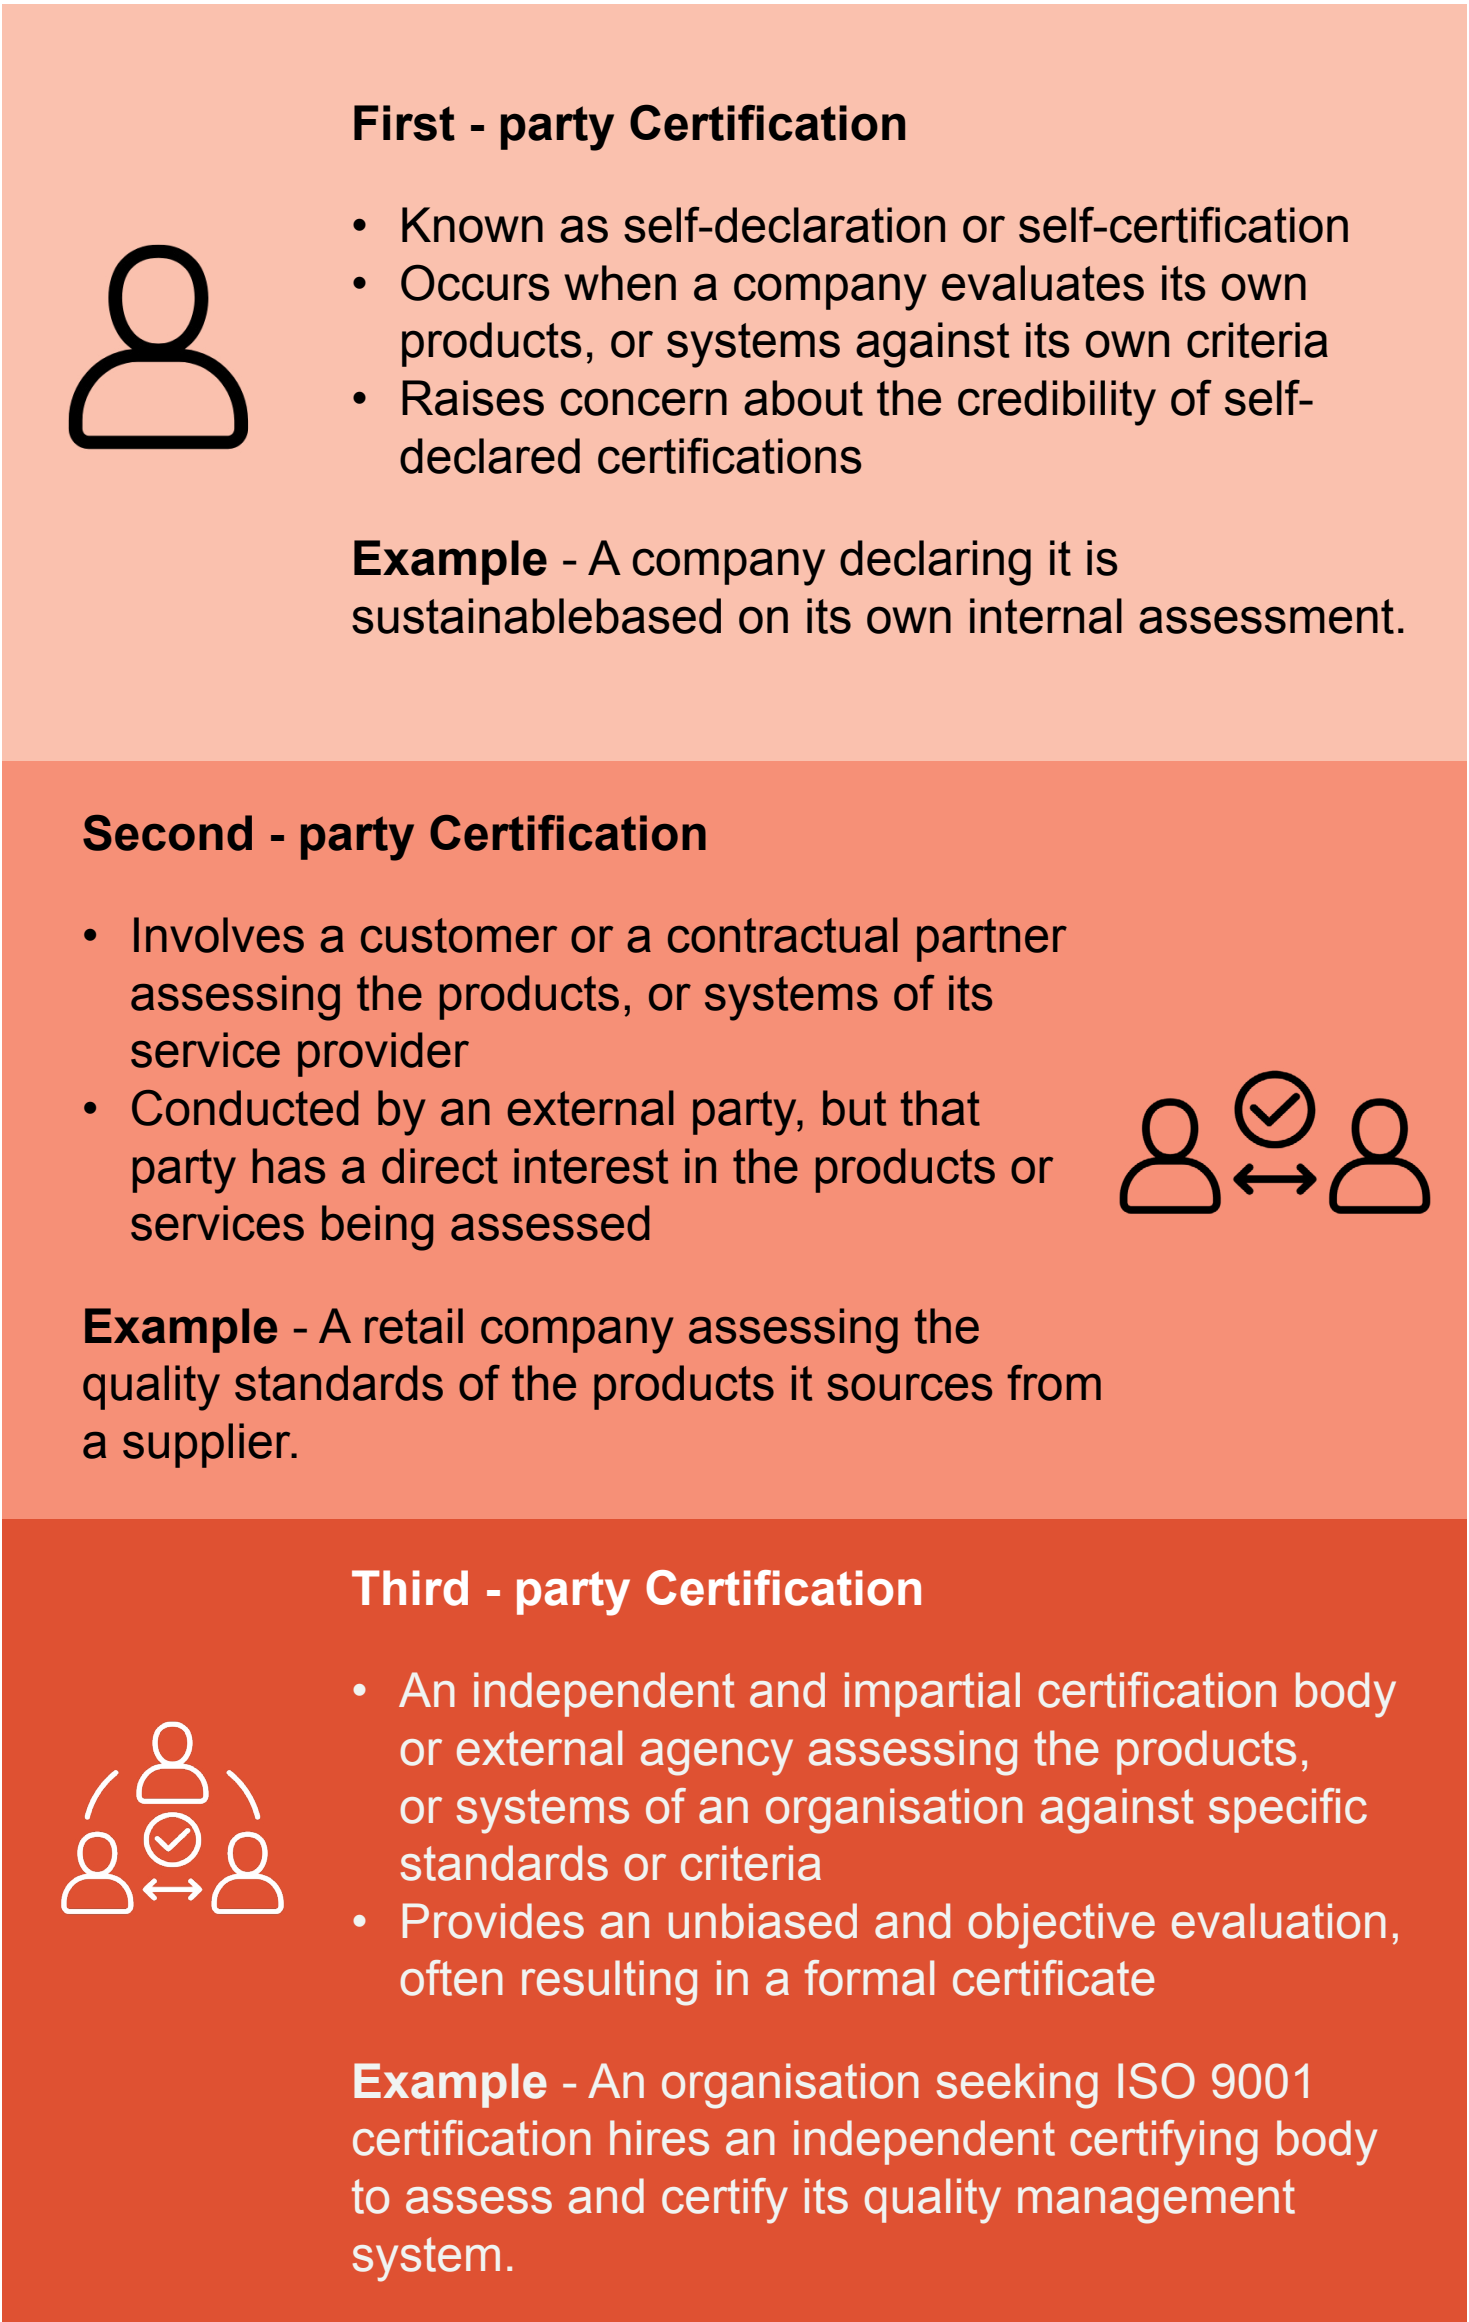 First - party Certification
• Known as self-declaration or self-certification
• Occurs when a company evaluates its own
products, or systems against its own criteria
• Raises concern about the credibility of self-
declared certifications
Example - A company declaring it is
sustainablebased on its own internal assessment.
Second - party Certification
• Involves a customer or a contractual partner
assessing the products, or systems of its
service provider
• Conducted by an external party, but that
party has a direct interest in the products or
services being assessed
Example - A retail company assessing the
quality standards of the products it sources from
a supplier.
Third - party Certification
• An independent and impartial certification body
or external agency assessing the products,
or systems of an organisation against specific
standards or criteria
• Provides an unbiased and objective evaluation,
often resulting in a formal certificate
Example - An organisation seeking ISO 9001
certification hires an independent certifying body
to assess and certify its quality management
system.